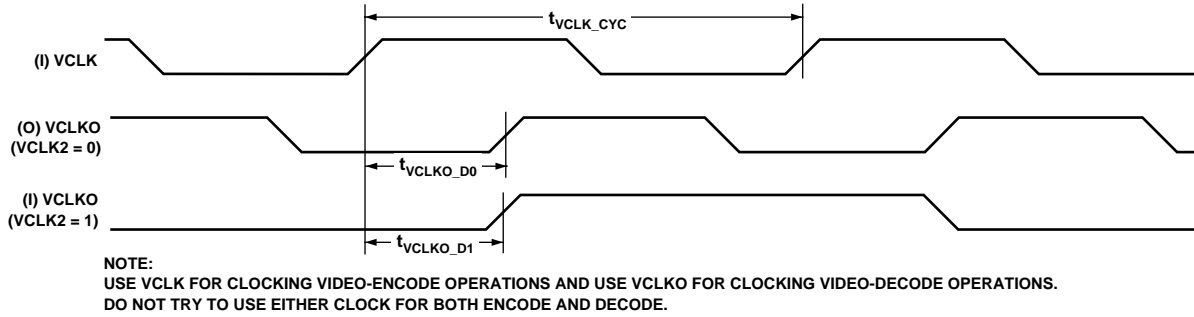 tVCLK_CYC
(I) VCLK
(O) VCLKO
(VCLK2 = 0)
tVCLKO_D0
(I) VCLKO
(VCLK2 = 1)
tVCLKO_D1
NOTE:
USE VCLK FOR CLOCKING VIDEO-ENCODE OPERATIONS AND USE VCLKO FOR CLOCKING VIDEO-DECODE OPERATIONS.
DO NOT TRY TO USE EITHER CLOCK FOR BOTH ENCODE AND DECODE.